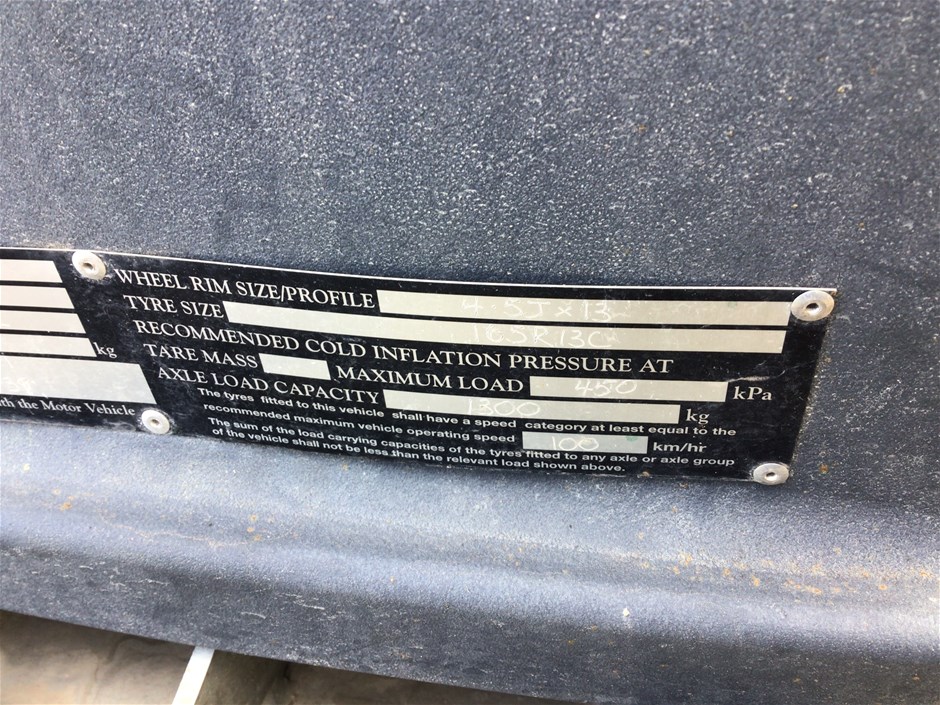 WHEEL RIM SIZE/PROFILE 4.5J x 13
TYRE SIZE 165R13C
RECOMMENDED COLD INFLATION PRESSURE AT
TARE MASS MAXIMUM LOAD 450 kPa
AXLE LOAD CAPACITY 1300 kg
The tyres fitted to this vehicle shall have a speed category at least equal to the
recommended maximum vehicle operating speed 100 km/hr
The sum of the load carrying capacities of the tyres fitted to any axle or axle group
of the vehicle shall not be less than the relevant load shown above.
kg
th the Motor Vehicle